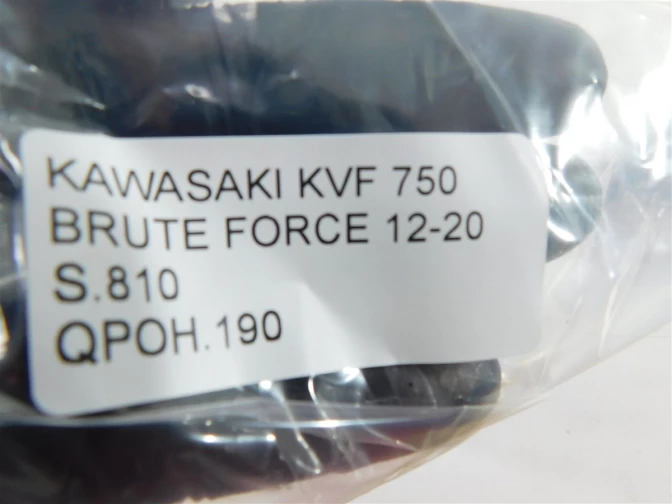 KAWASAKI KVF 750
BRUTE FORCE 12-20
S.810
QPOH.190